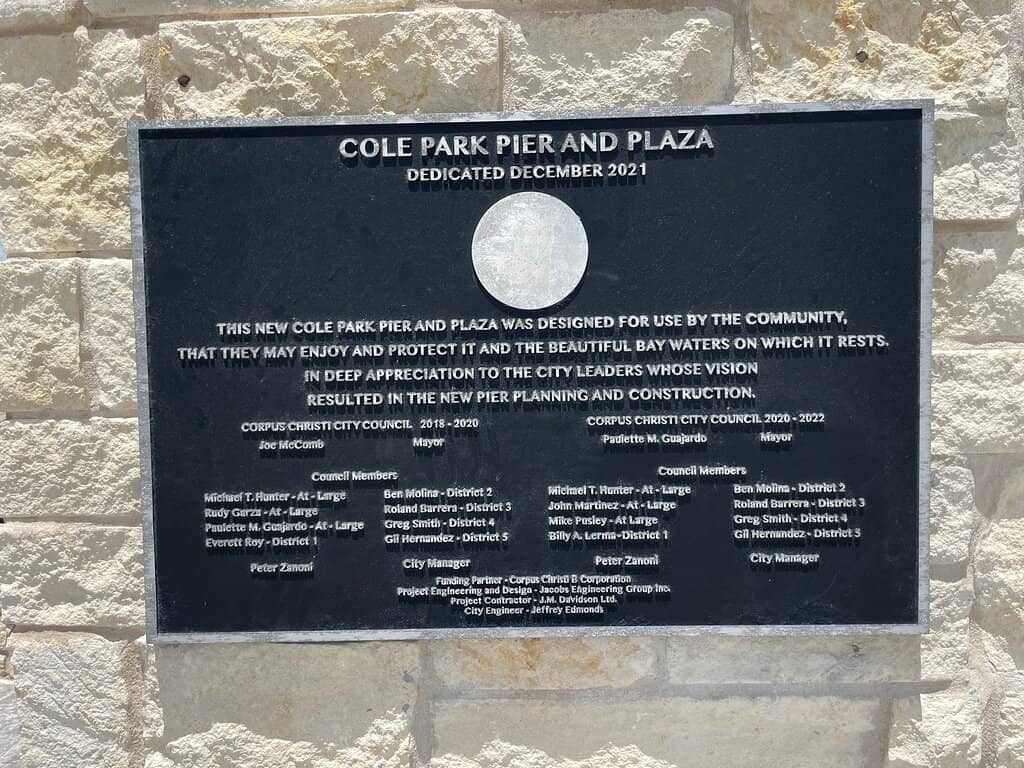 COLE PARK PIER AND PLAZA
DEDICATED DECEMBER 2021
THIS NEW COLE PARK PIER AND PLAZA WAS DESIGNED FOR USE BY THE COMMUNITY,
THAT THEY MAY ENJOY AND PROTECT IT AND THE BEAUTIFUL BAY WATERS ON WHICH IT RESTS.
IN DEEP APPRECIATION TO THE CITY LEADERS WHOSE VISION
RESULTED IN THE NEW PIER PLANNING AND CONSTRUCTION.
CORPUS CHRISTI CITY COUNCIL 2018 - 2020
Joe McComb Mayor
Council Members
Michael T. Hunter - At - Large Ben Molina - District 2
Rudy Garza - At - Large Roland Barrera - District 3
Paulette M. Guajardo - At - Large Greg Smith - District 4
Everett Roy - District 1 Gil Hernandez - District 5
Peter Zanoni City Manager
CORPUS CHRISTI CITY COUNCIL 2020 - 2022
Paulette M. Guajardo Mayor
Council Members
Michael T. Hunter - At - Large Ben Molina - District 2
John Martinez - At - Large Roland Barrera - District 3
Mike Pusley - At Large Greg Smith - District 4
Billy A. Lerma - District 1 Gil Hernandez - District 5
Peter Zanoni City Manager
Funding Partner - Corpus Christi B Corporation
Project Engineering and Design - Jacobs Engineering Group Inc.
Project Contractor - J.M. Davidson Ltd.
City Engineer - Jeffrey Edmonds